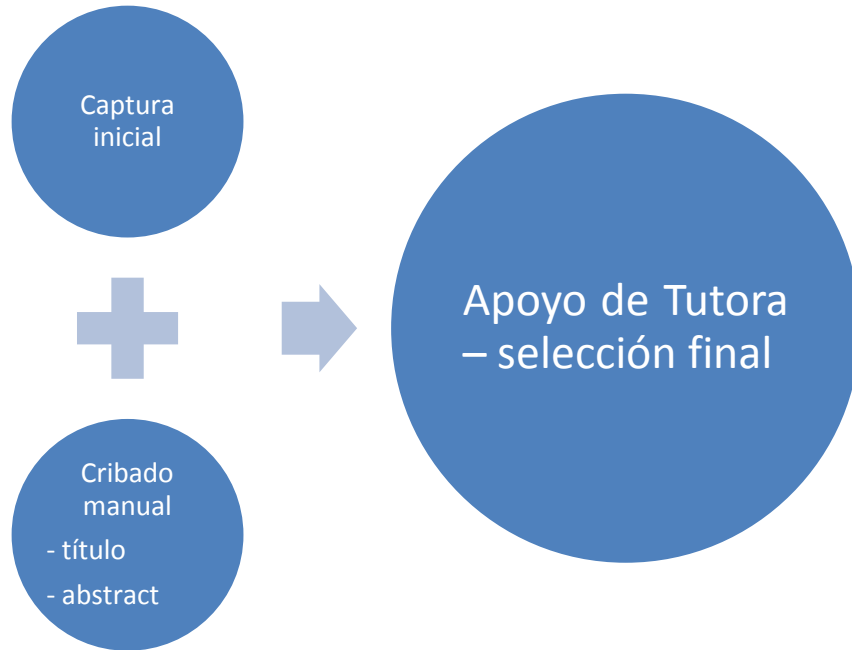 Captura
inicial
Cribado
manual
- título
- abstract
Apoyo de Tutora
– selección final